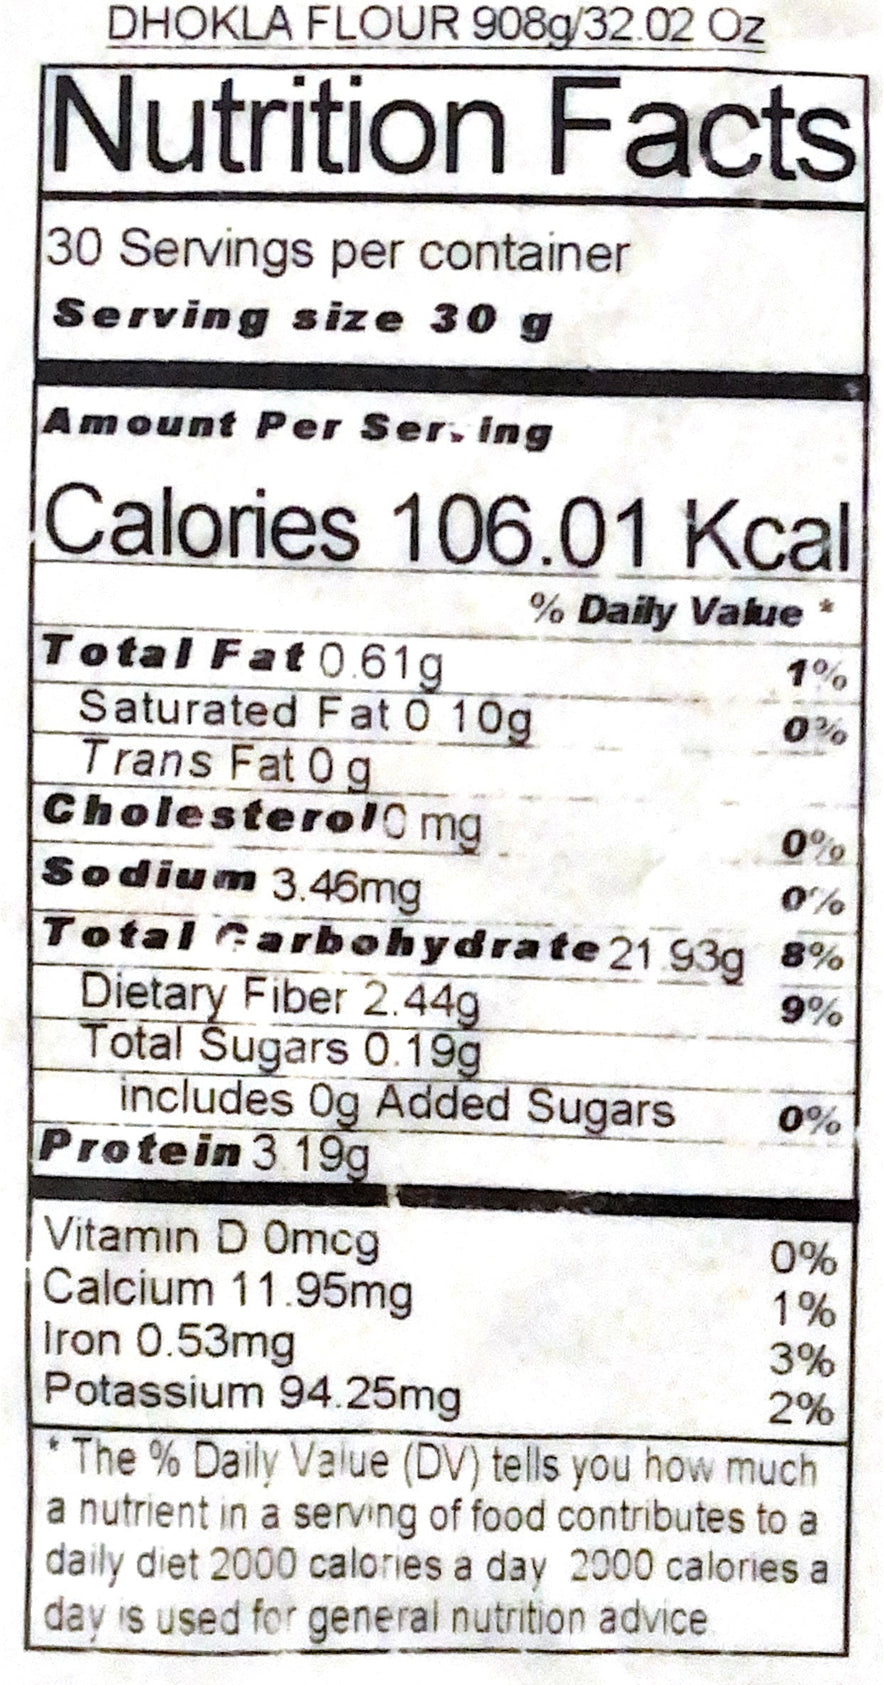 DHOKLA FLOUR 908g/32.02 Oz
Nutrition Facts
30 Servings per container
Serving size 30 g
Amount Per Serving
Calories 106.01 Kcal
% Daily Value *
Total Fat 0.61g 1%
Saturated Fat 0.10g 0%
Trans Fat 0 g
Cholesterol 0 mg 0%
Sodium 3.46mg 0%
Total Carbohydrate 21.93g 8%
Dietary Fiber 2.44g 9%
Total Sugars 0.19g
includes 0g Added Sugars 0%
Protein 3.19g
Vitamin D 0mcg 0%
Calcium 11.95mg 1%
Iron 0.53mg 3%
Potassium 94.25mg 2%
* The % Daily Value (DV) tells you how much
a nutrient in a serving of food contributes to a
daily diet 2000 calories a day 2000 calories a
day is used for general nutrition advice